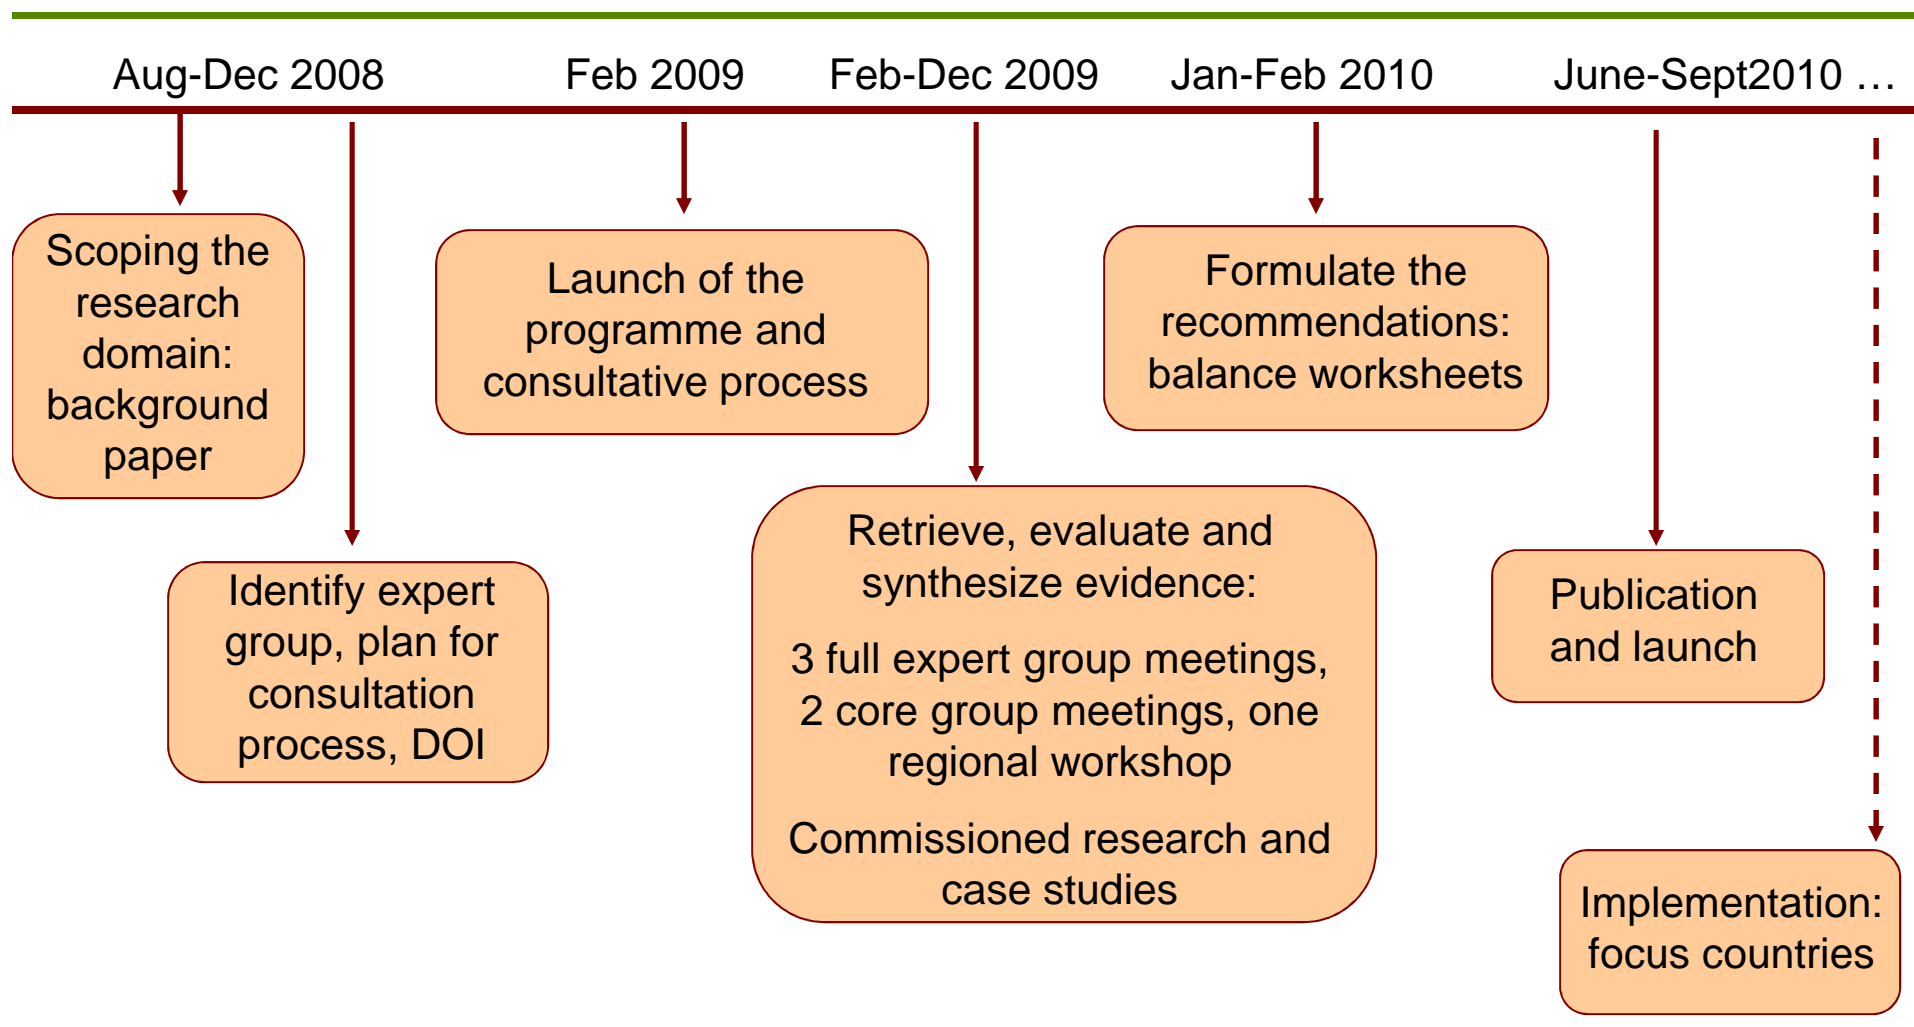 Aug-Dec 2008
Feb 2009
Feb-Dec 2009
Jan-Feb 2010
June-Sept2010 …
Scoping the
research
domain:
background
paper
Identify expert
group, plan for
consultation
process, DOI
Launch of the
programme and
consultative process
Retrieve, evaluate and
synthesize evidence:
3 full expert group meetings,
2 core group meetings, one
regional workshop
Commissioned research and
case studies
Formulate the
recommendations:
balance worksheets
Publication
and launch
Implementation:
focus countries